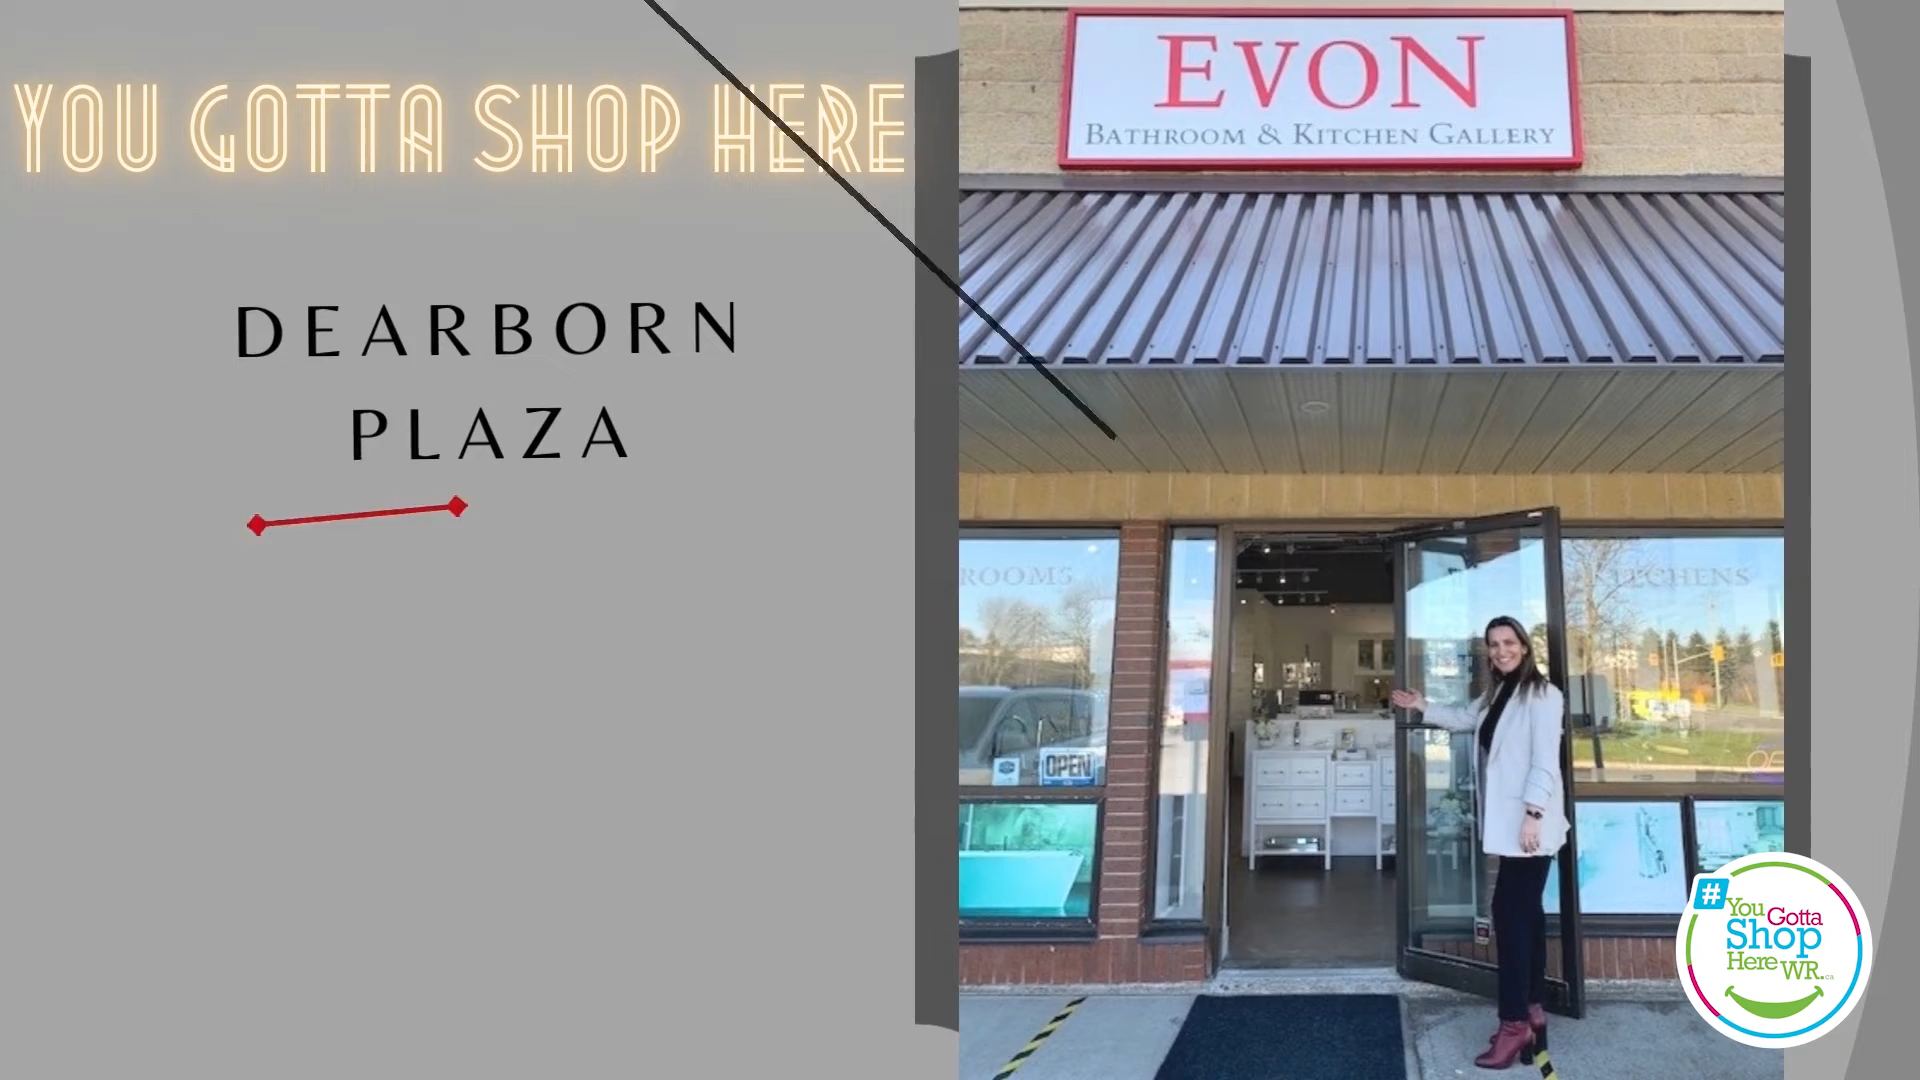 YOU GOTTA SHOP HERE
DEARBORN
PLAZA
EVON
BATHROOM & KITCHEN GALLERY
ROOMS
KITCHENS
OPEN
#
You Gotta
Shop
Here WR.ca